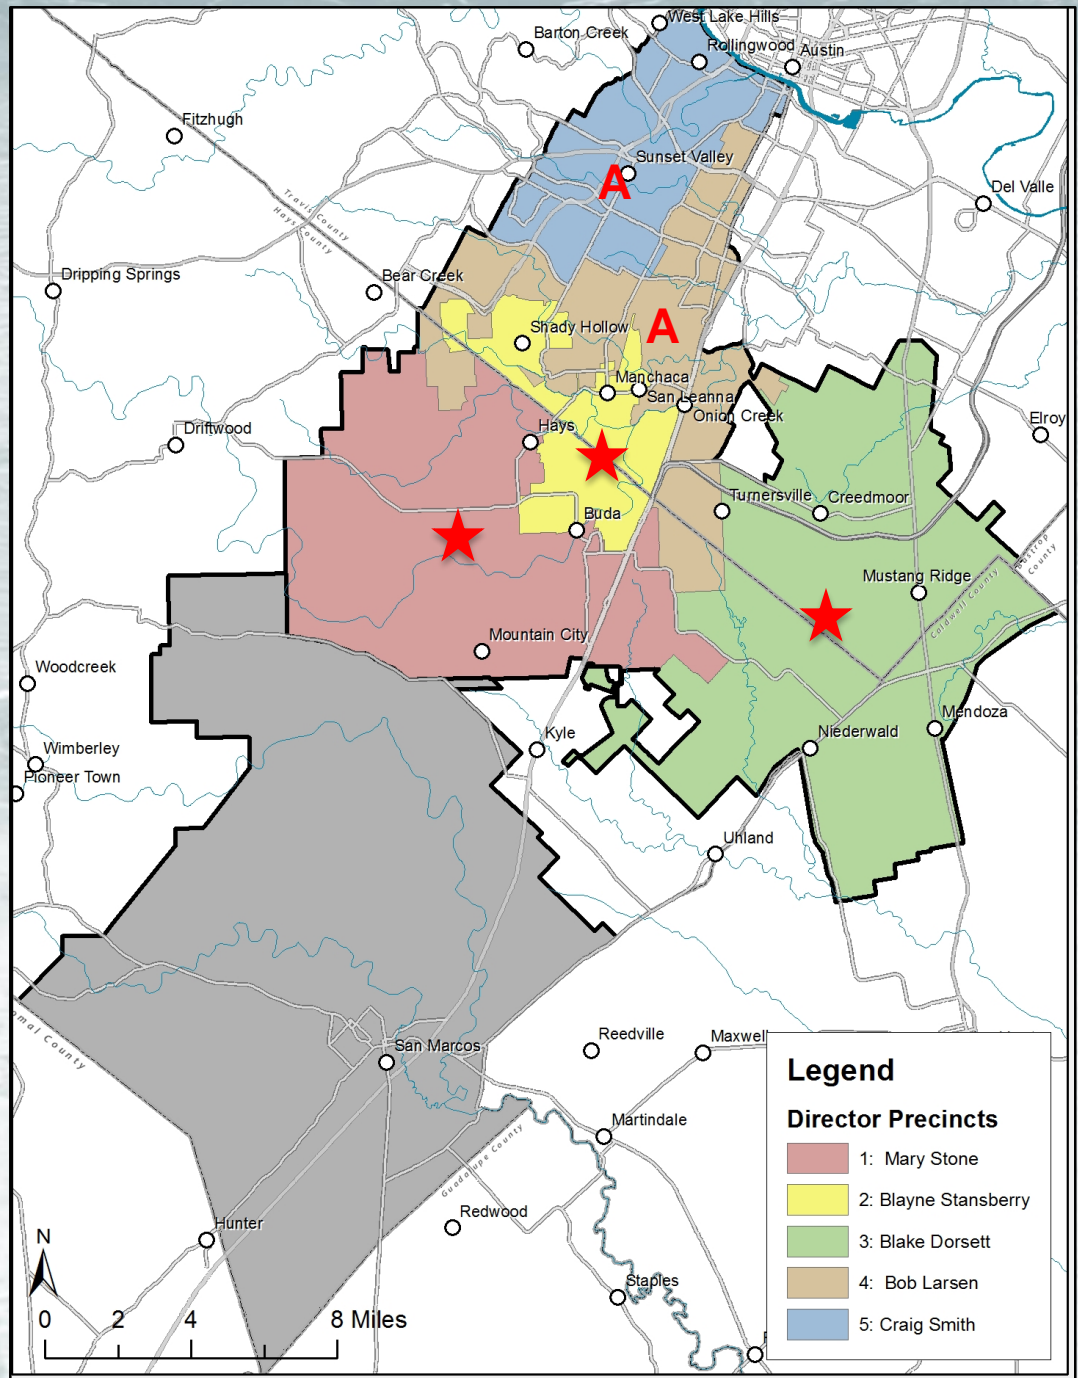 West Lake Hills
Barton Creek
Rollingwood
Austin
Fitzhugh
Sunset Valley
A
Del Valle
Travis County
Hays County
Dripping Springs
Bear Creek
Shady Hollow
A
Manchaca
San Leanna
Onion Creek
Elroy
Driftwood
Hays
Turnersville
Creedmoor
Buda
Bastrop
County
Mustang Ridge
Caldwell County
Mountain City
Woodcreek
Mendoza
Niederwald
Kyle
Wimberley
Pioneer Town
Uhland
omal County
San Marcos
Reedville
Maxwell
Martindale
Guadalupe County
Redwood
Hunter
Staples
Legend
Director Precincts
1: Mary Stone
2: Blayne Stansberry
3: Blake Dorsett
4: Bob Larsen
5: Craig Smith
N
0 2 4 8 Miles